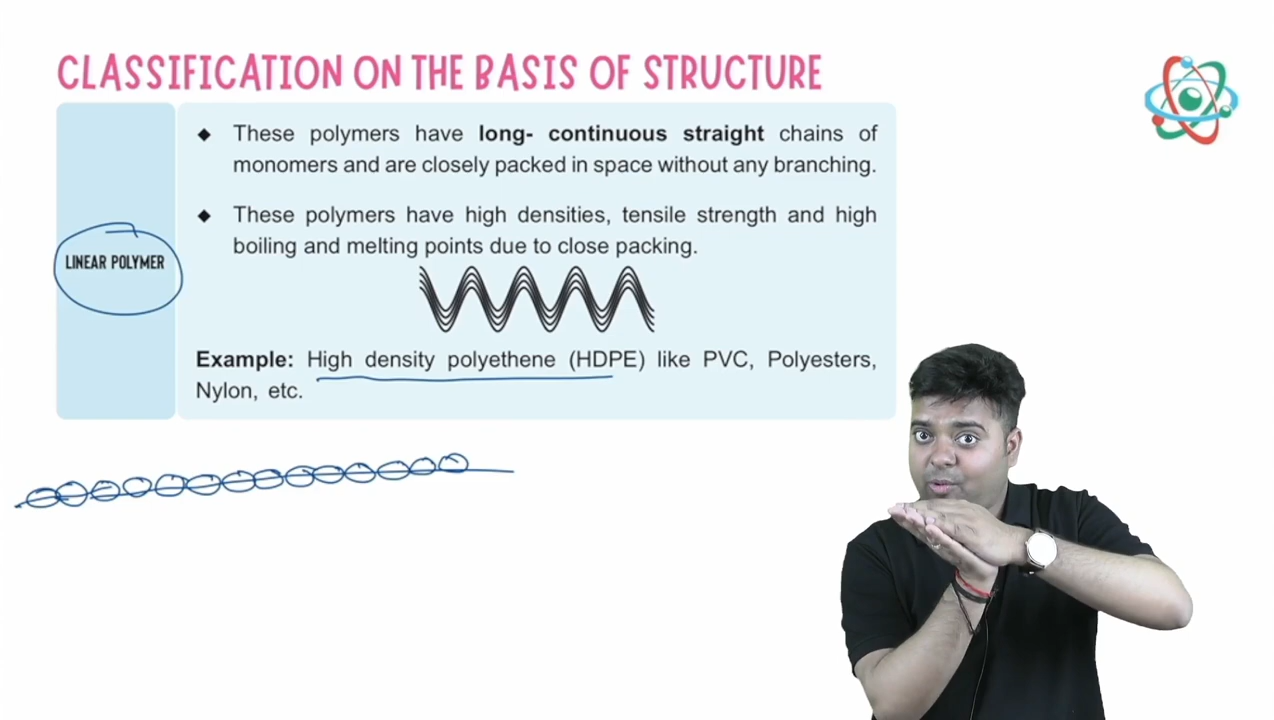 CLASSIFICATION ON THE BASIS OF STRUCTURE
LINEAR POLYMER
◆ These polymers have long- continuous straight chains of
monomers and are closely packed in space without any branching.
◆ These polymers have high densities, tensile strength and high
boiling and melting points due to close packing.
Example: High density polyethene (HDPE) like PVC, Polyesters,
Nylon, etc.